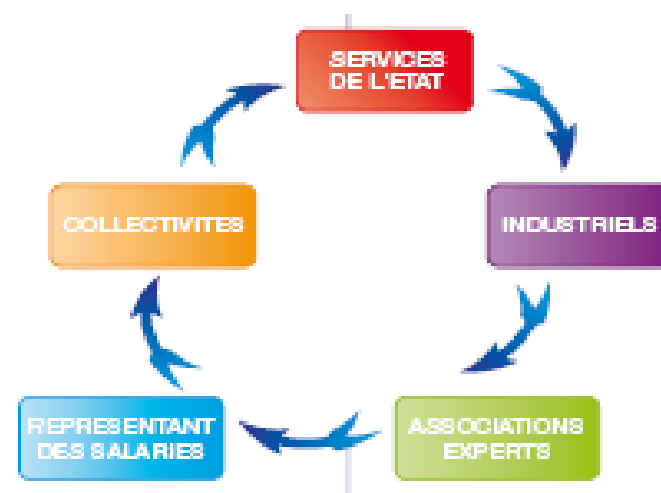 SERVICES
DE L'ETAT
COLLECTIVITES
INDUSTRIELS
REPRESENTANT
DES SALARIES
ASSOCIATIONS
EXPERTS